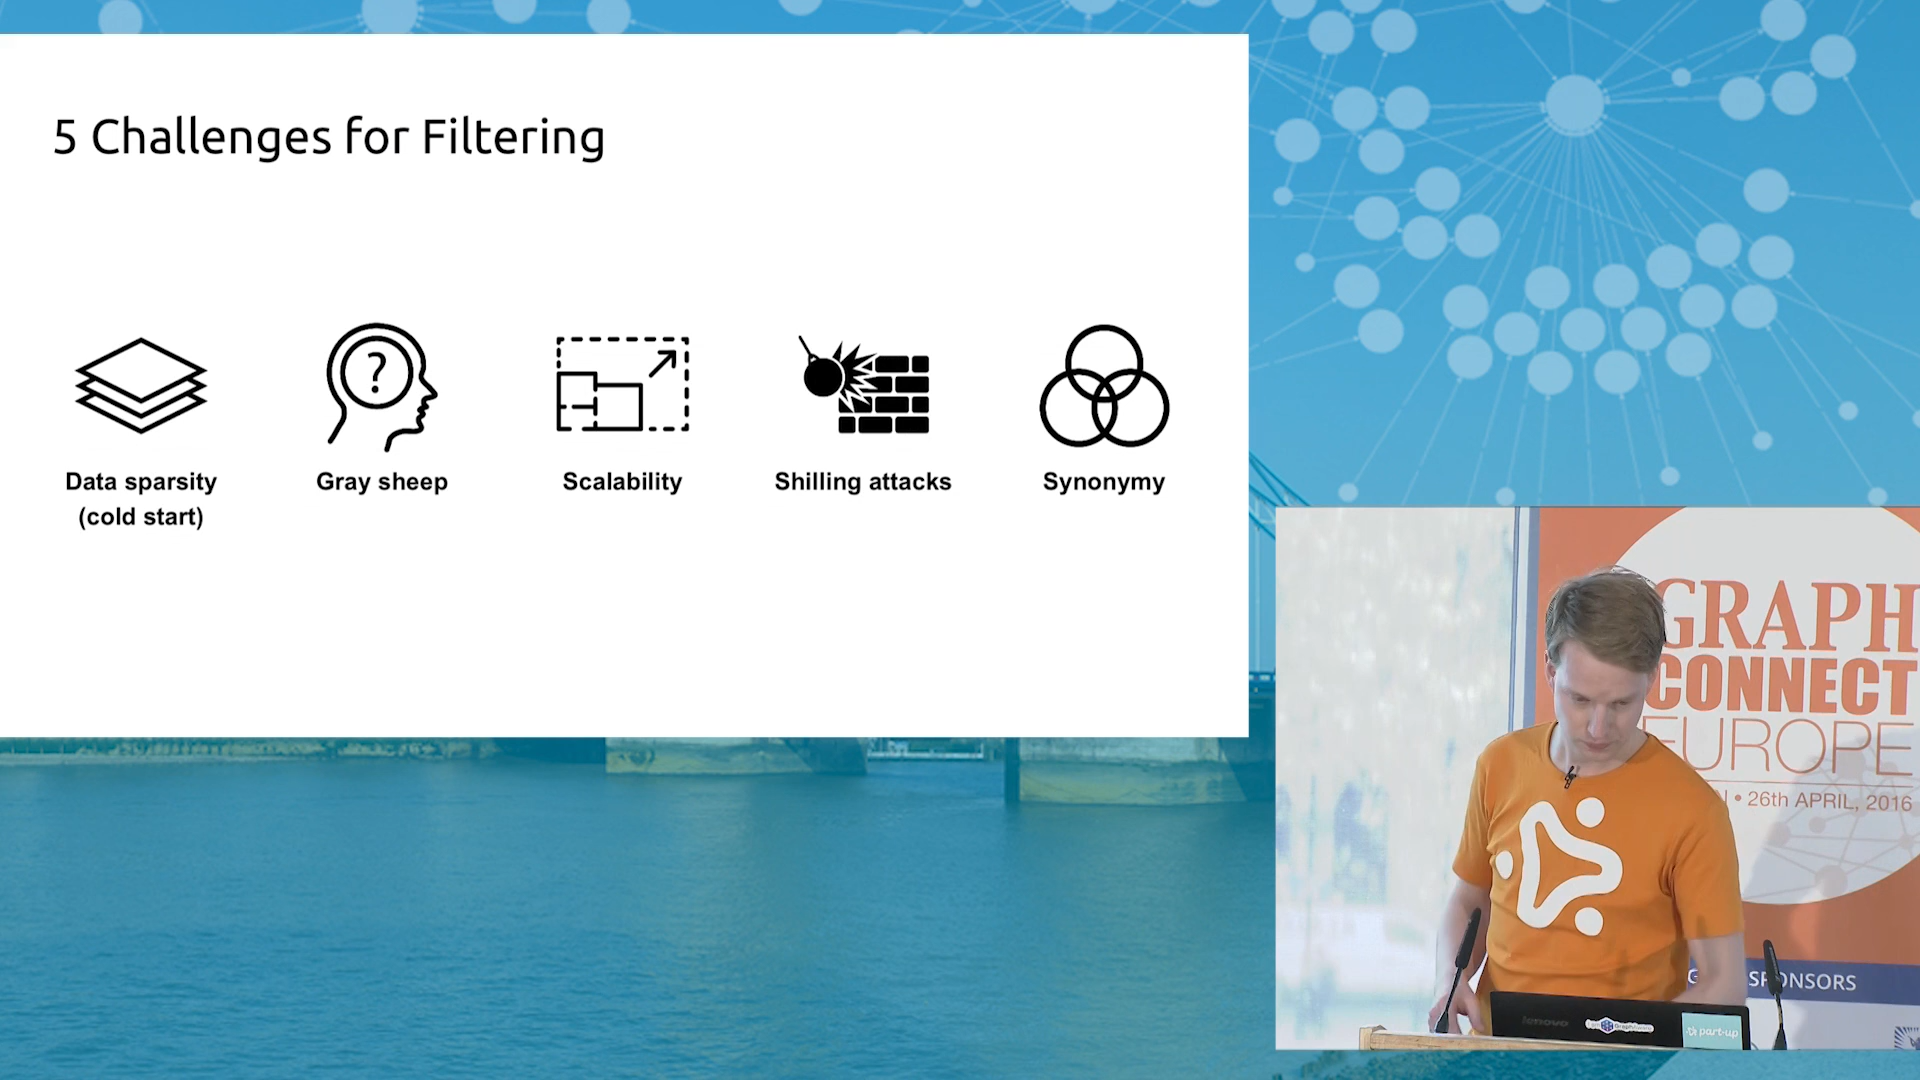 5 Challenges for Filtering
Data sparsity
(cold start)
Gray sheep
Scalability
Shilling attacks
Synonymy
?
GRAPH
CONNECT
EUROPE
• 26th APRIL, 2016
SPONSORS
lenovo
GraphAware
part-up